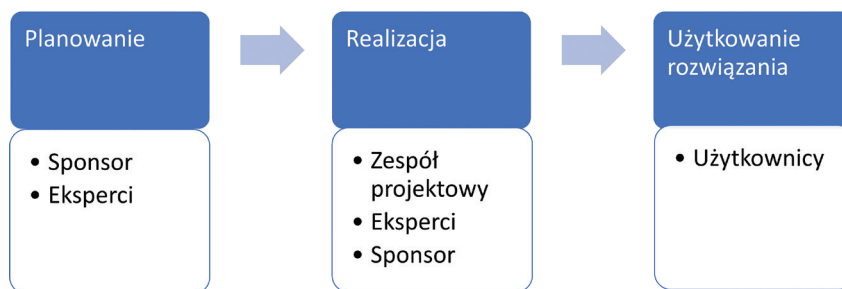 Planowanie
• Sponsor
• Eksperci
Realizacja
• Zespół
projektowy
• Eksperci
• Sponsor
Użytkowanie
rozwiązania
• Użytkownicy